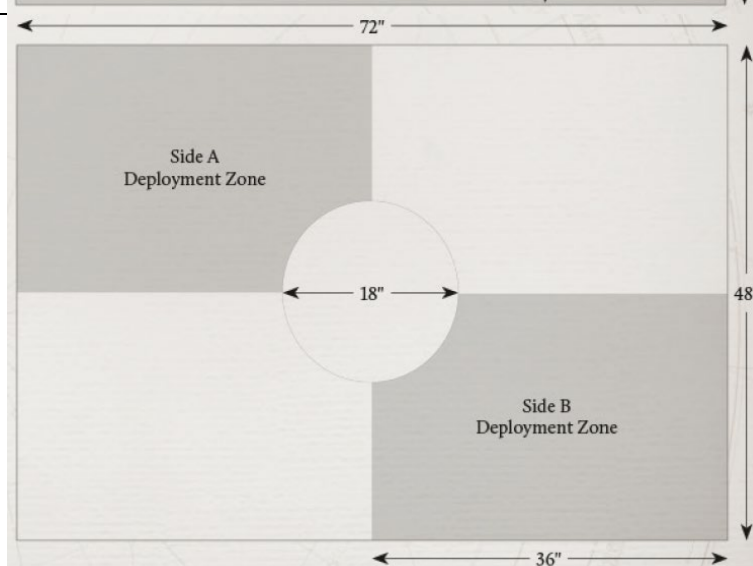 72"
Side A
Deployment Zone
18"
48
Side B
Deployment Zone
36"